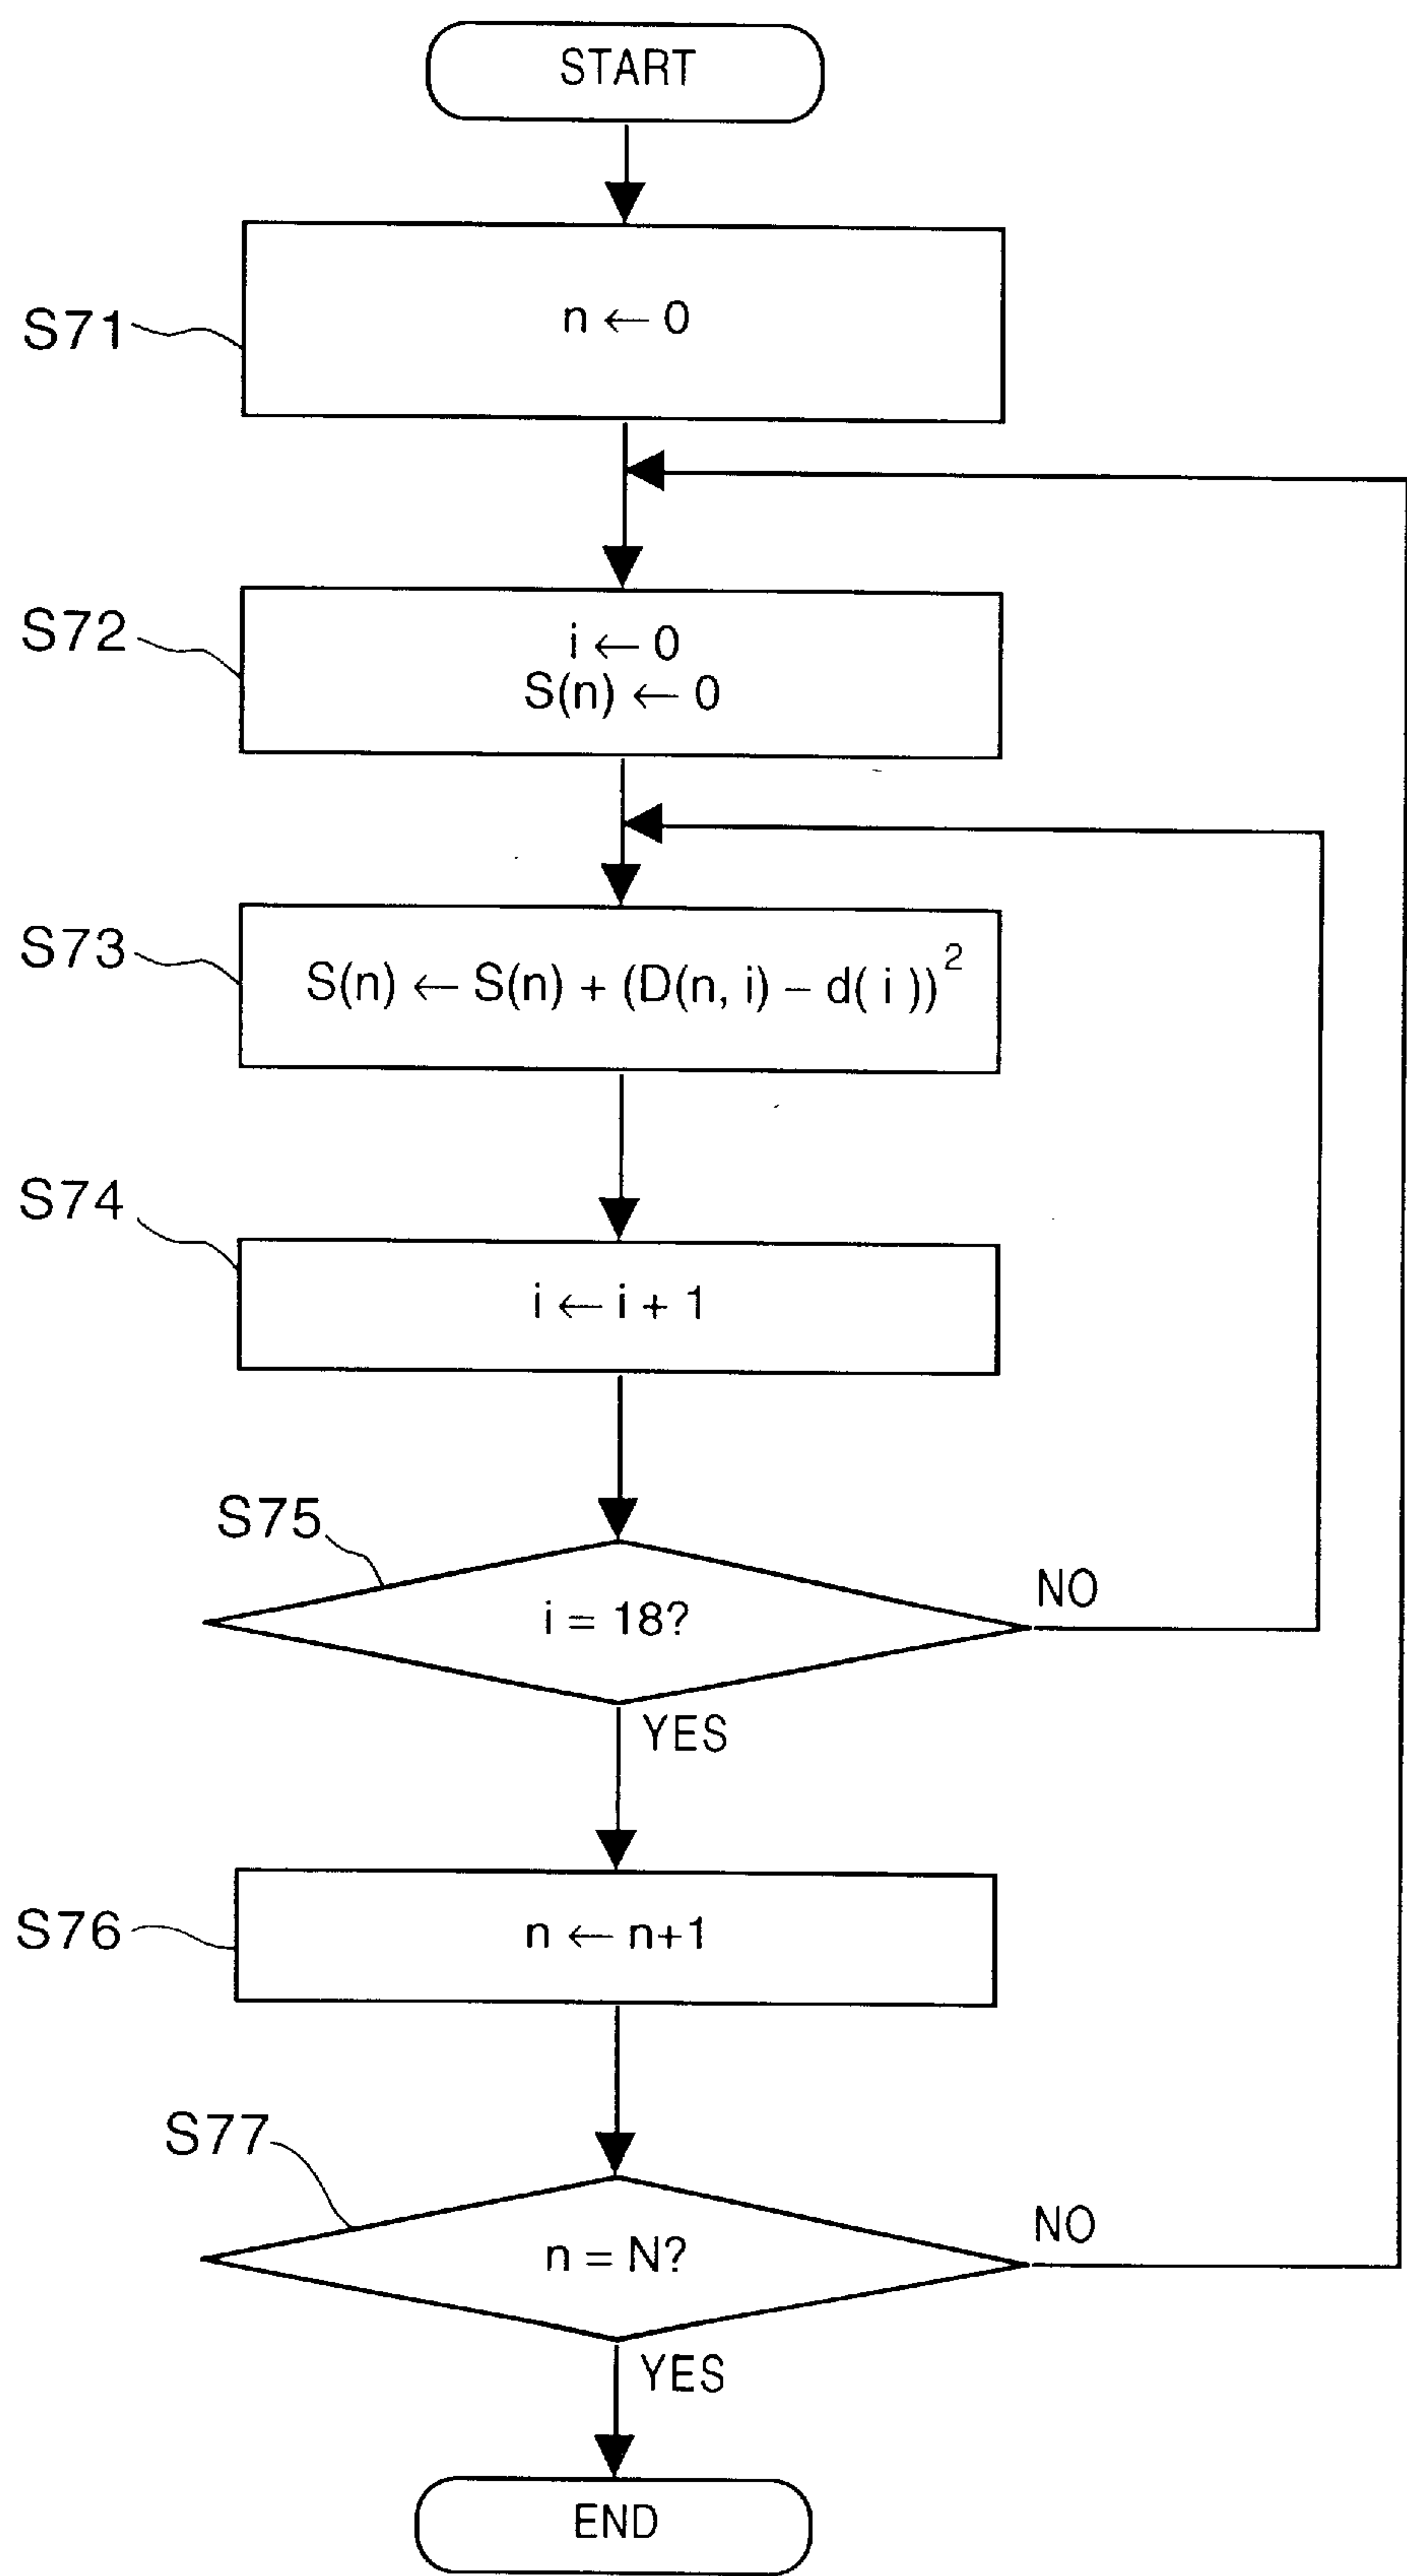 START
S71
n ← 0
S72
i ← 0
S(n) ← 0
S73
S(n) ← S(n) + (D(n, i) – d( i ))²
S74
i ← i + 1
S75
i = 18?
NO
YES
S76
n ← n+1
S77
n = N?
NO
YES
END